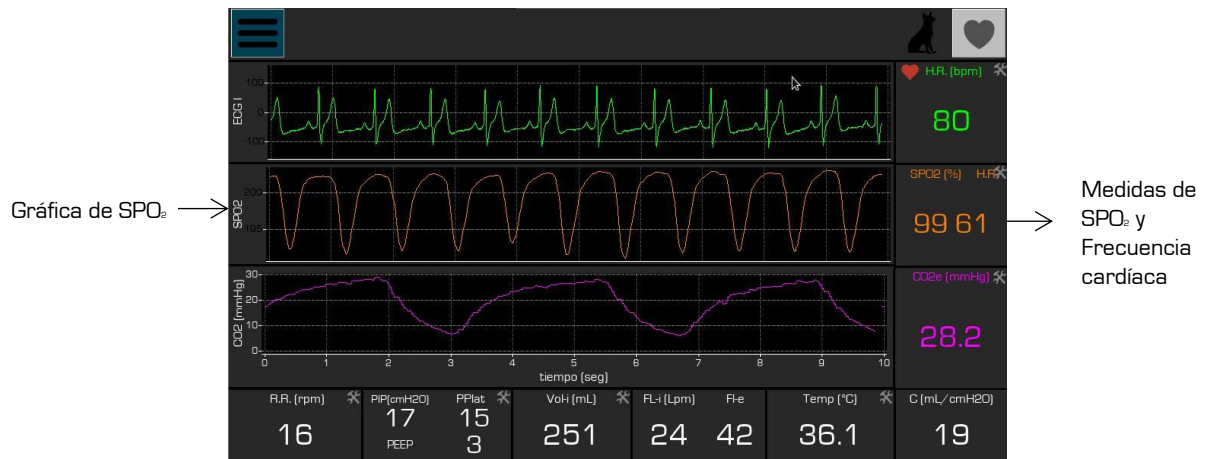 H.R. (bpm)
100
0
-100
ECG I
80
Gráfica de SPO₂
200
195
SPO2
SPO2 (%) H.R.
99 61
Medidas de
SPO₂ y
Frecuencia
cardíaca
30
20
10
0
CO2 (mmHg)
0 1 2 3 4 5 6 7 8 9 10
tiempo (seg)
CO2e (mmHg)
28.2
R.R. (rpm)
16
PIP(cmH2O) PPlat
17 15
PEEP 3
Vol-i (mL)
251
FL-i (Lpm) Fl-e
24 42
Temp (°C)
36.1
C (mL/cmH2O)
19